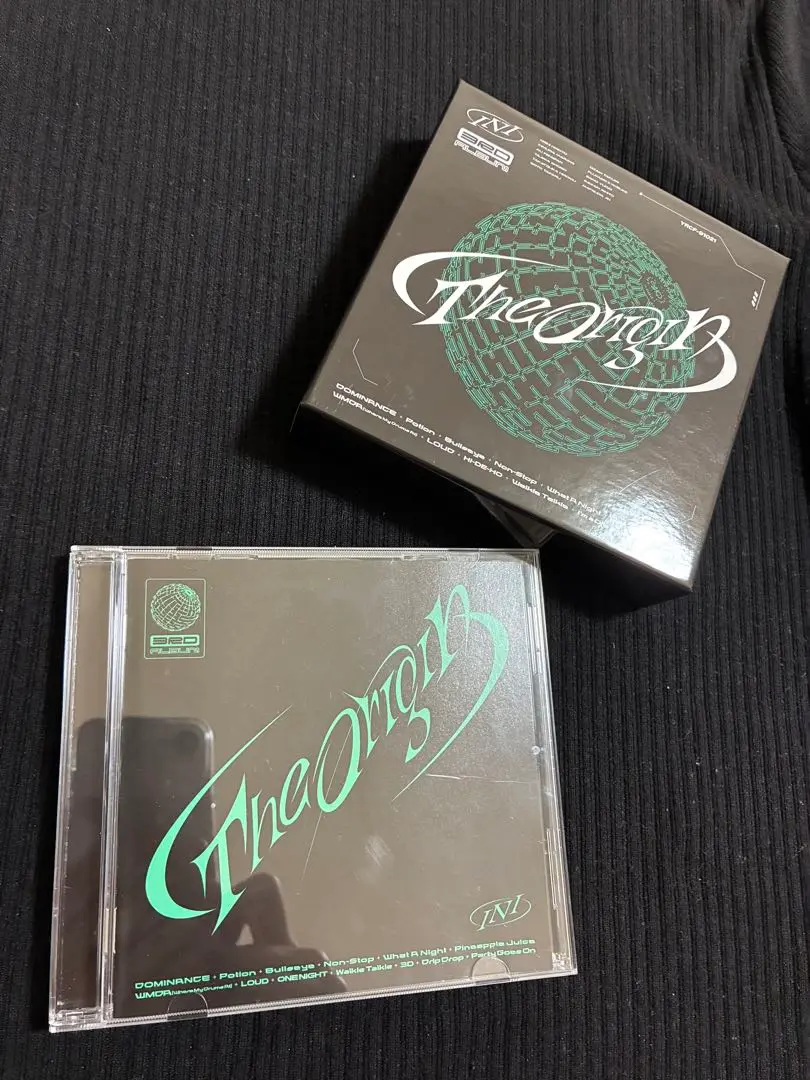 INI
3RD
ALBUM
YRCP-91021
The Origin
DOMINANCE • Potion • Bullseye • Non-Stop • What A Night
WMDA (Where My Drums At) • LOUD • HI-DE-HO • Walkie Talkie •
3RD
ALBUM
The Origin
INI
DOMINANCE • Potion • Bullseye • Non-Stop • What A Night • Pineapple Juice
WMDA (Where My Drums At) • LOUD • ONE NIGHT • Walkie Talkie • 3D • Drip Drop • Party Goes On